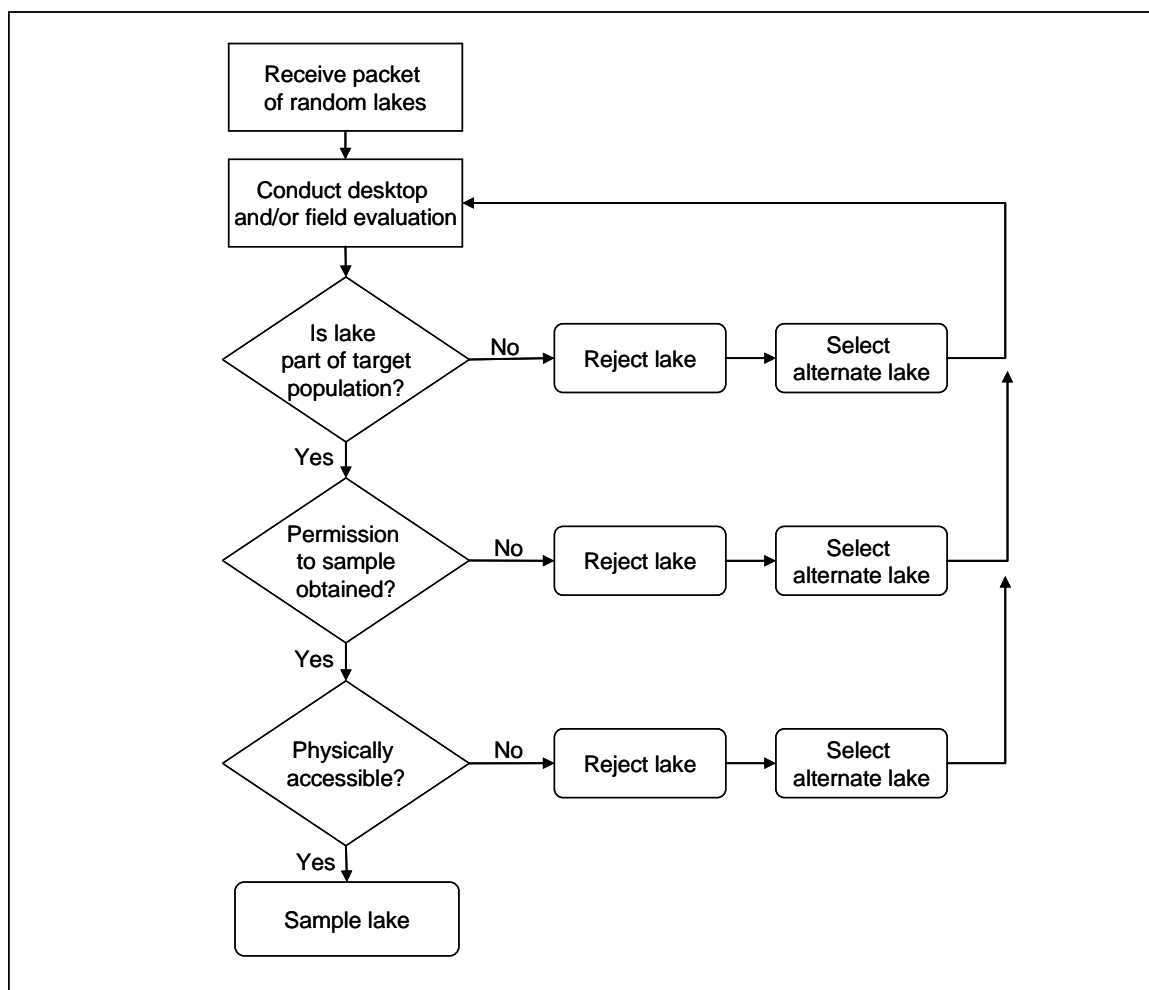 Receive packet
of random lakes
Conduct desktop
and/or field evaluation
Is lake
part of target
population?
No
Reject lake
Select
alternate lake
Yes
Permission
to sample
obtained?
No
Reject lake
Select
alternate lake
Yes
Physically
accessible?
No
Reject lake
Select
alternate lake
Yes
Sample lake